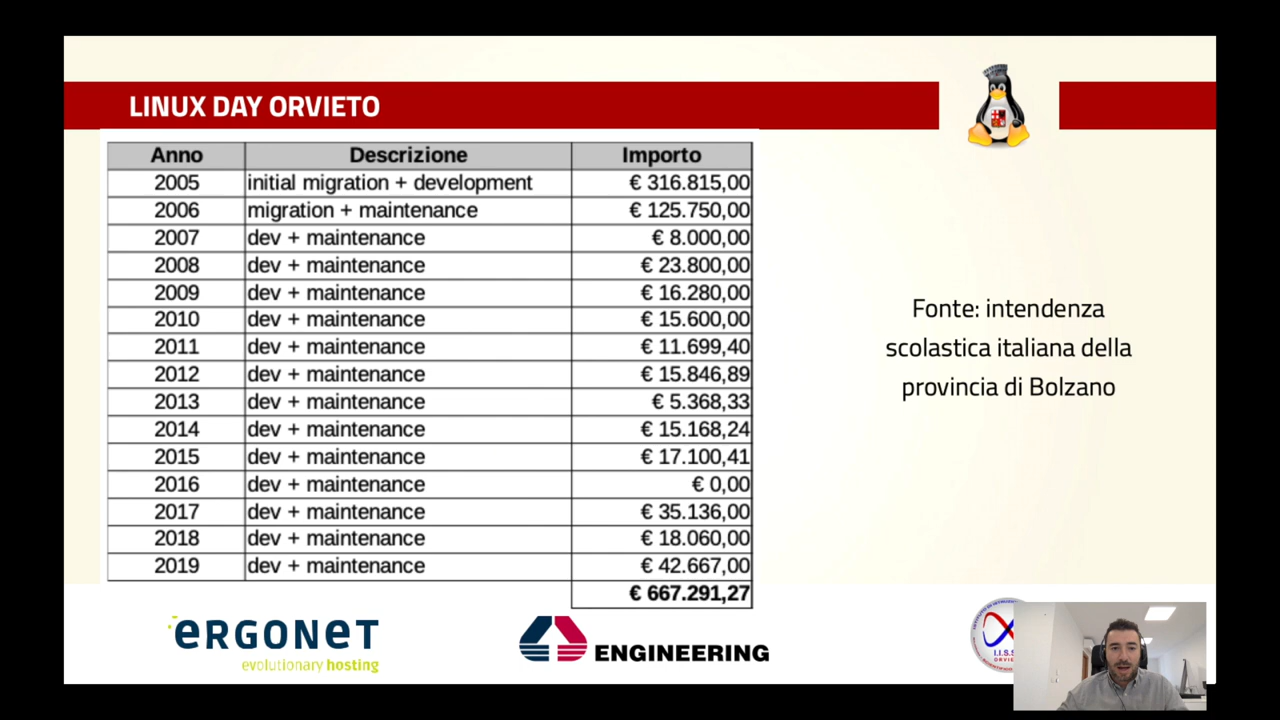 LINUX DAY ORVIETO
Anno Descrizione Importo
2005 initial migration + development € 316.815,00
2006 migration + maintenance € 125.750,00
2007 dev + maintenance € 8.000,00
2008 dev + maintenance € 23.800,00
2009 dev + maintenance € 16.280,00
2010 dev + maintenance € 15.600,00
2011 dev + maintenance € 11.699,40
2012 dev + maintenance € 15.846,89
2013 dev + maintenance € 5.368,33
2014 dev + maintenance € 15.168,24
2015 dev + maintenance € 17.100,41
2016 dev + maintenance € 0,00
2017 dev + maintenance € 35.136,00
2018 dev + maintenance € 18.060,00
2019 dev + maintenance € 42.667,00
€ 667.291,27
Fonte: intendenza
scolastica italiana della
provincia di Bolzano
eRGONeT
evolutionary hosting
ENGINEERING